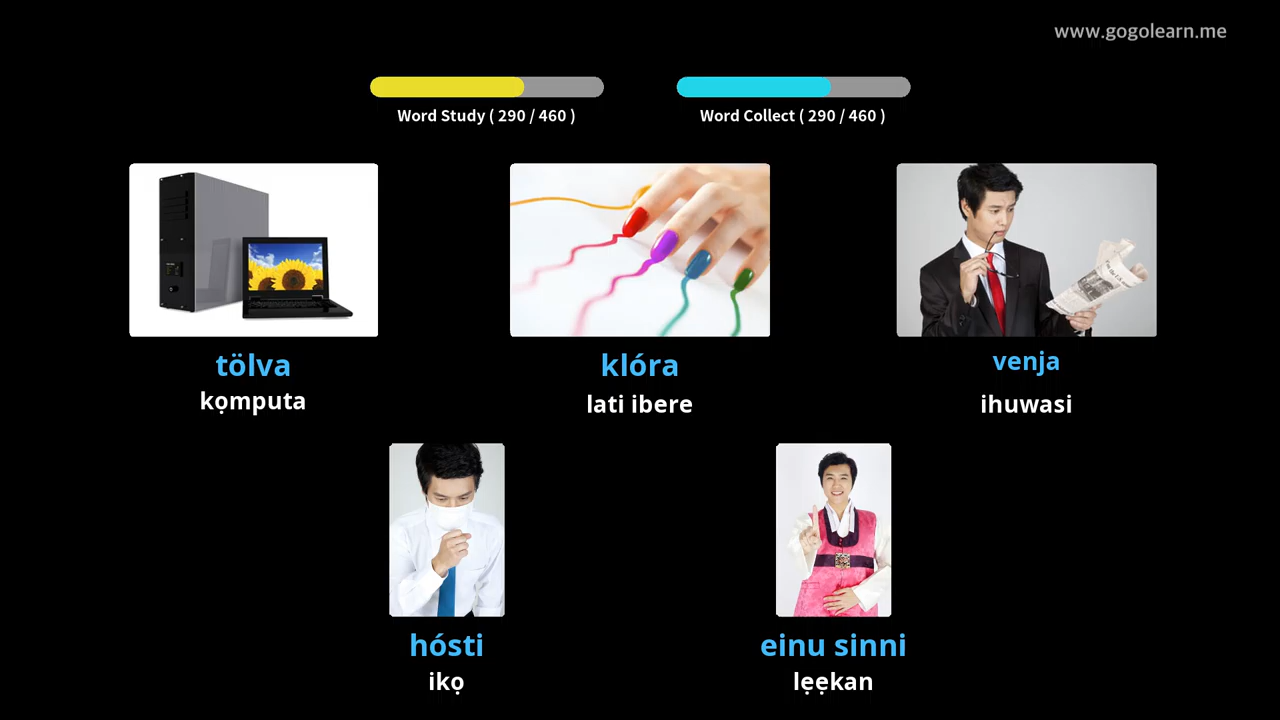 www.gogolearn.me
Word Study ( 290 / 460 )
Word Collect ( 290 / 460 )
tölva
kọmputa
klóra
lati ibere
venja
ihuwasi
hósti
ikọ
einu sinni
lẹẹkan